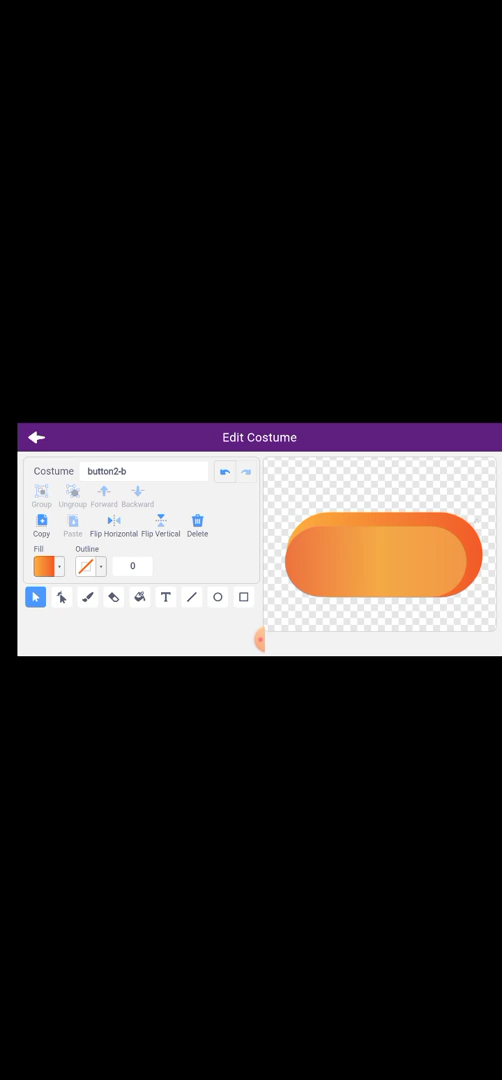 Edit Costume
Costume button2-b
Group Ungroup Forward Backward
Copy Paste Flip Horizontal Flip Vertical Delete
Fill Outline
0
T